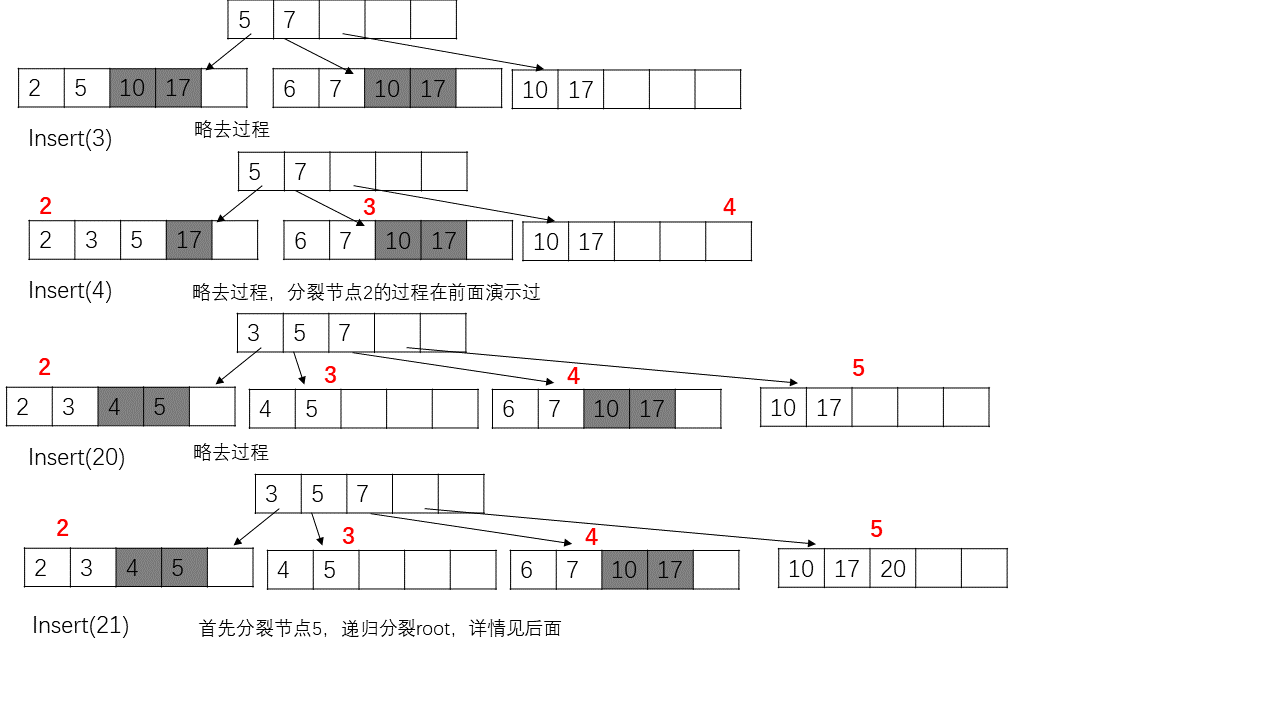 5 7
2 5 10 17 6 7 10 17 10 17
Insert(3) 略去过程
5 7
2 3 4
2 3 5 17 6 7 10 17 10 17
Insert(4) 略去过程，分裂节点2的过程在前面演示过
3 5 7
2 3 4 5
2 3 4 5 4 5 6 7 10 17 10 17
Insert(20) 略去过程
3 5 7
2 3 4 5
2 3 4 5 4 5 6 7 10 17 10 17 20
Insert(21) 首先分裂节点5，递归分裂root，详情见后面